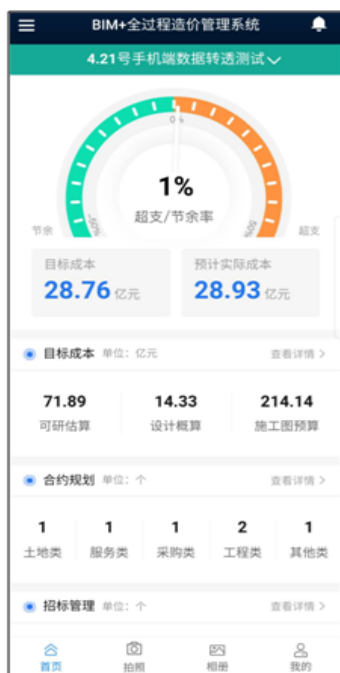 BIM+全过程造价管理系统
4.21号手机端数据转透测试
0%
-50%
50%
1%
超支/节余率
节余
超支
目标成本
预计实际成本
28.76 亿元
28.93 亿元
目标成本 单位：亿元 查看详情 >
71.89 14.33 214.14
可研估算 设计概算 施工图预算
合约规划 单位：个 查看详情 >
1 1 1 2 1
土地类 服务类 采购类 工程类 其他类
招标管理 单位：个 查看详情 >
首页 拍照 相册 我的